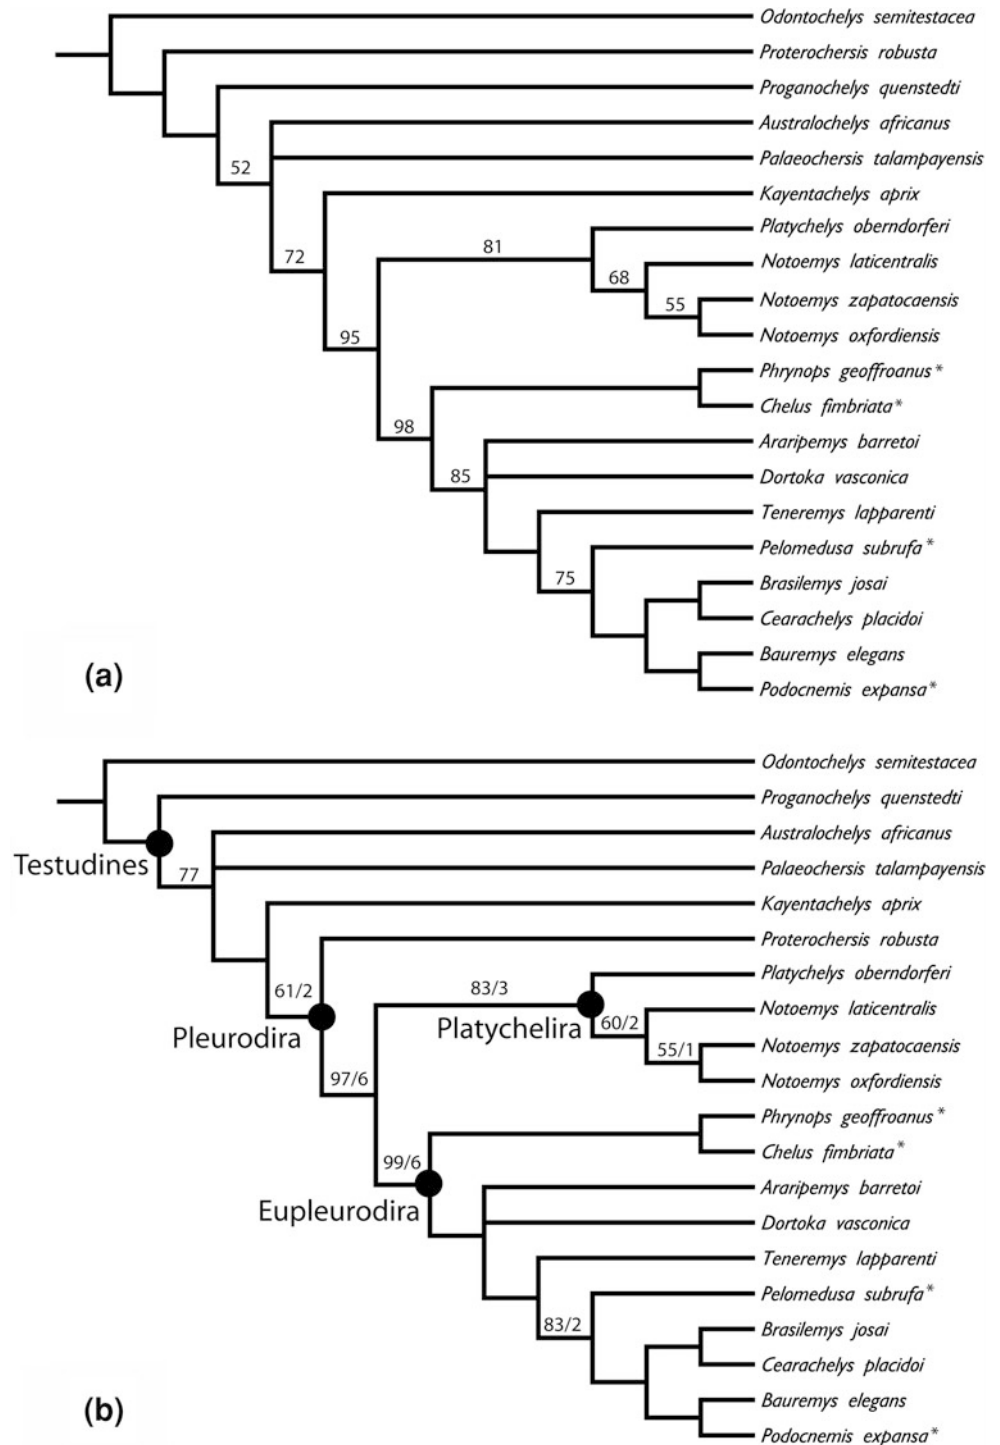 Odontochelys semitestacea
Proterochersis robusta
Proganochelys quenstedti
Australochelys africanus
52
Palaeochersis talampayensis
Kayentachelys aprix
Platychelys oberndorferi
81
72
Notoemys laticentralis
68
Notoemys zapatocaensis
55
Notoemys oxfordiensis
95
Phrynops geoffroanus*
Chelus fimbriata*
98
Araripemys barretoi
85
Dortoka vasconica
Teneremys lapparenti
Pelomedusa subrufa*
75
Brasilemys josai
Cearachelys placidoi
Bauremys elegans
(a)
Podocnemis expansa*
Odontochelys semitestacea
Proganochelys quenstedti
Australochelys africanus
Testudines
77
Palaeochersis talampayensis
Kayentachelys aprix
Proterochersis robusta
Platychelys oberndorferi
83/3
61/2
Notoemys laticentralis
Pleurodira
Platychelira
60/2
Notoemys zapatocaensis
55/1
97/6
Notoemys oxfordiensis
Phrynops geoffroanus*
Chelus fimbriata*
99/6
Araripemys barretoi
Eupleurodira
Dortoka vasconica
Teneremys lapparenti
Pelomedusa subrufa*
83/2
Brasilemys josai
Cearachelys placidoi
Bauremys elegans
(b)
Podocnemis expansa*